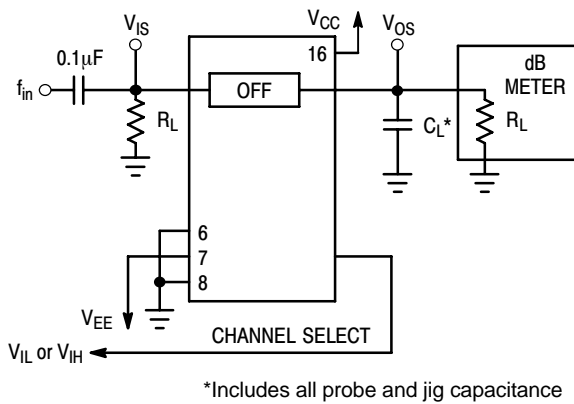 V_IS
V_CC
V_OS
16
0.1µF
f_in
OFF
dB
METER
R_L
C_L*
R_L
6
7
8
V_EE
CHANNEL SELECT
V_IL or V_IH
*Includes all probe and jig capacitance